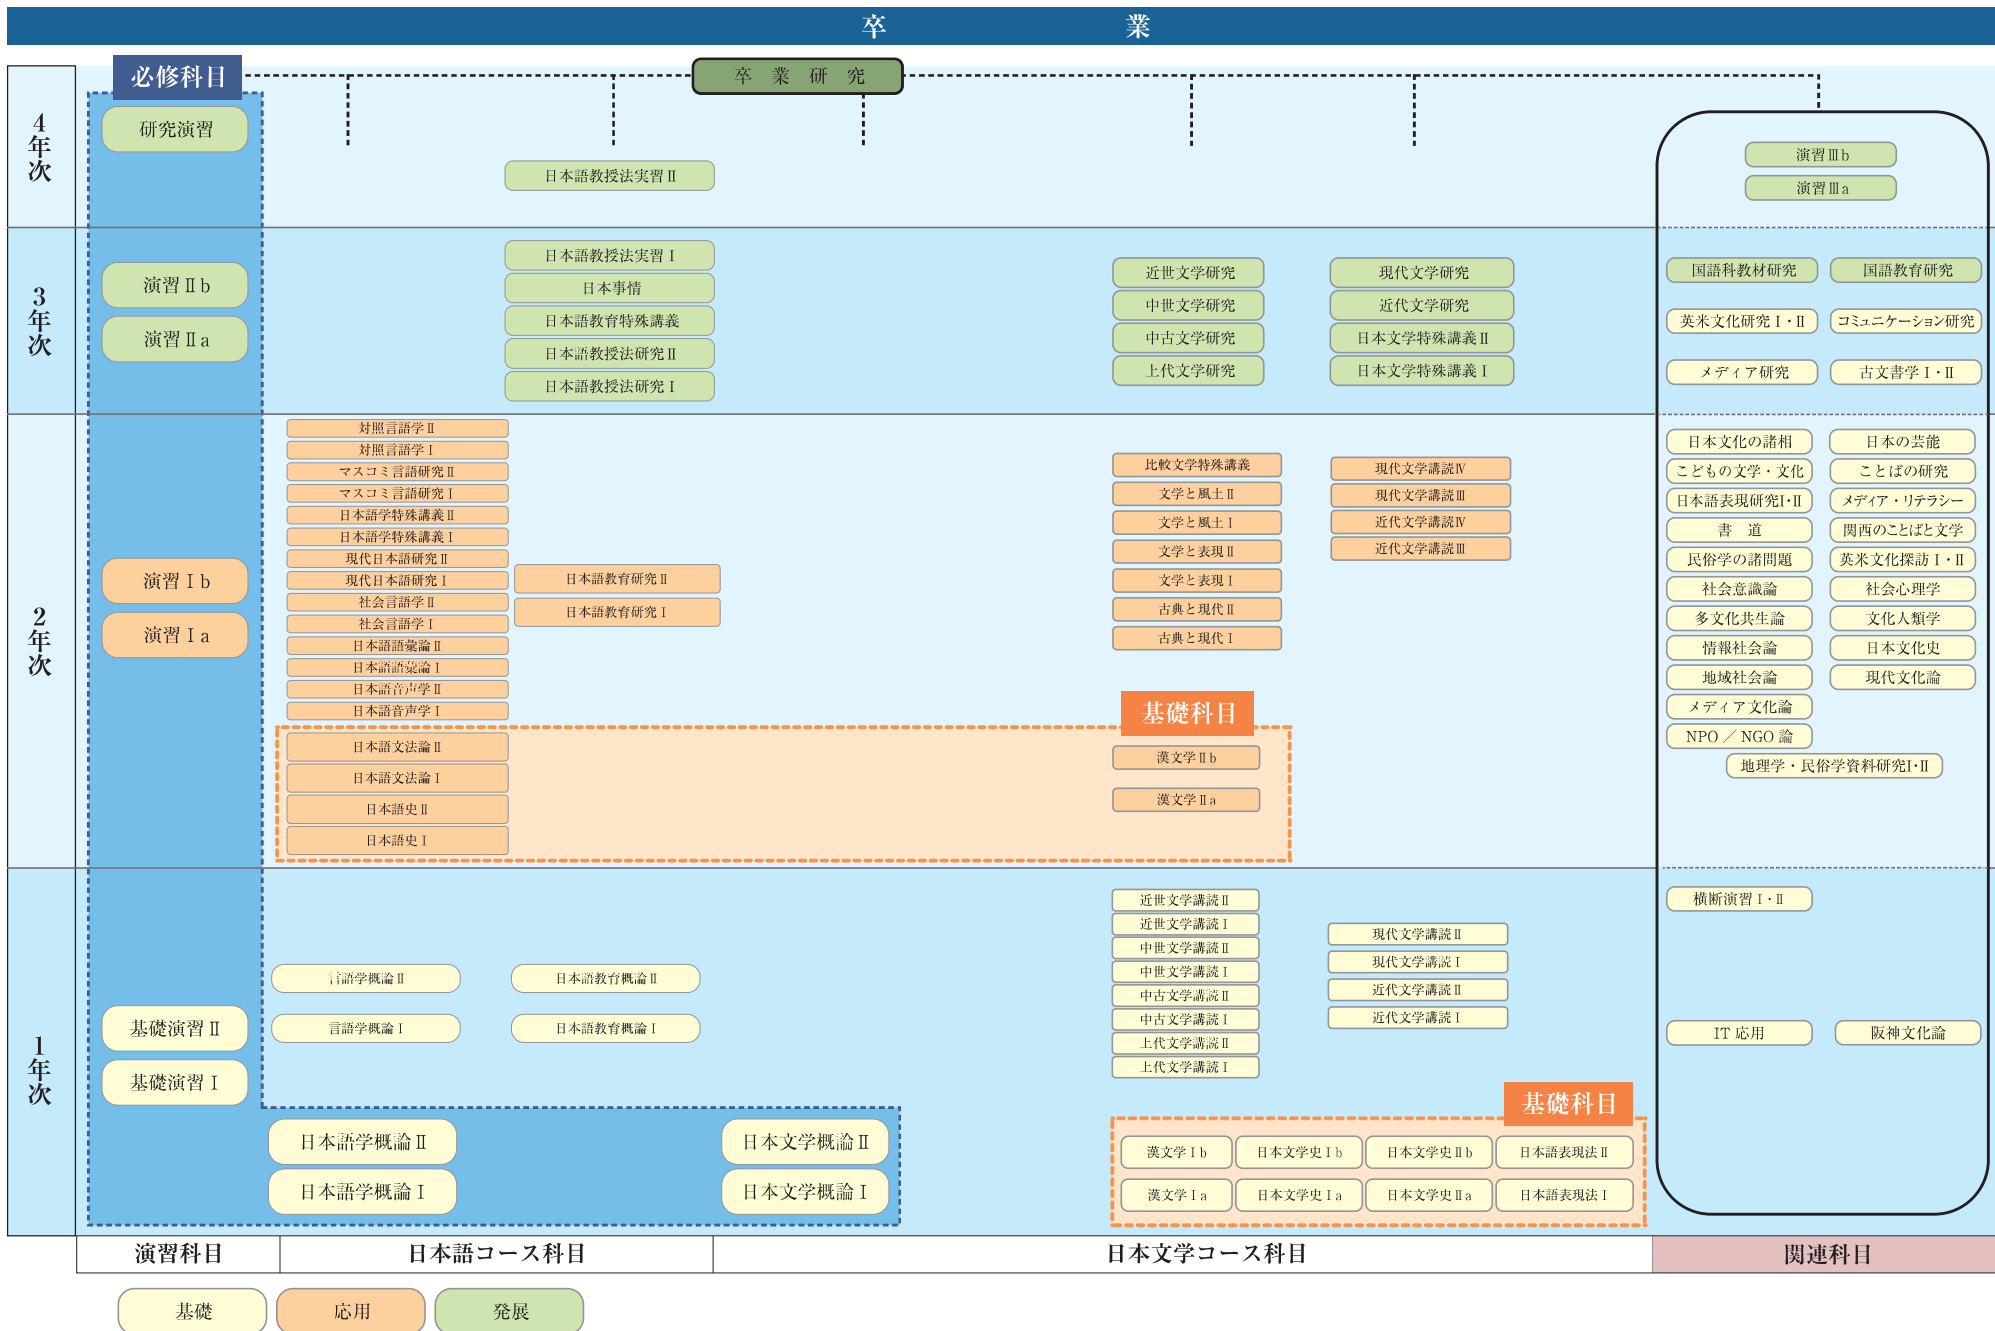 卒　業
必修科目
卒 業 研 究
4年次
研究演習
日本語教授法実習Ⅱ
演習Ⅲb
演習Ⅲa
3年次
演習Ⅱb
演習Ⅱa
日本語教授法実習Ⅰ
日本事情
日本語教育特殊講義
日本語教授法研究Ⅱ
日本語教授法研究Ⅰ
近世文学研究
中世文学研究
中古文学研究
上代文学研究
現代文学研究
近代文学研究
日本文学特殊講義Ⅱ
日本文学特殊講義Ⅰ
国語科教材研究
国語教育研究
英米文化研究Ⅰ・Ⅱ
コミュニケーション研究
メディア研究
古文書学Ⅰ・Ⅱ
2年次
演習Ⅰb
演習Ⅰa
対照言語学Ⅱ
対照言語学Ⅰ
マスコミ言語研究Ⅱ
マスコミ言語研究Ⅰ
日本語学特殊講義Ⅱ
日本語学特殊講義Ⅰ
現代日本語研究Ⅱ
現代日本語研究Ⅰ
社会言語学Ⅱ
社会言語学Ⅰ
日本語語彙論Ⅱ
日本語語彙論Ⅰ
日本語音声学Ⅱ
日本語音声学Ⅰ
日本語教育研究Ⅱ
日本語教育研究Ⅰ
日本語文法論Ⅱ
日本語文法論Ⅰ
日本語史Ⅱ
日本語史Ⅰ
比較文学特殊講義
文学と風土Ⅱ
文学と風土Ⅰ
文学と表現Ⅱ
文学と表現Ⅰ
古典と現代Ⅱ
古典と現代Ⅰ
現代文学講読Ⅳ
現代文学講読Ⅲ
近代文学講読Ⅳ
近代文学講読Ⅲ
基礎科目
漢文学Ⅱb
漢文学Ⅱa
日本文化の諸相
日本の芸能
こどもの文学・文化
ことばの研究
日本語表現研究Ⅰ・Ⅱ
メディア・リテラシー
書　道
関西のことばと文学
民俗学の諸問題
英米文化探訪Ⅰ・Ⅱ
社会意識論
社会心理学
多文化共生論
文化人類学
情報社会論
日本文化史
地域社会論
現代文化論
メディア文化論
NPO／NGO 論
地理学・民俗学資料研究Ⅰ・Ⅱ
1年次
基礎演習Ⅱ
基礎演習Ⅰ
言語学概論Ⅱ
言語学概論Ⅰ
日本語教育概論Ⅱ
日本語教育概論Ⅰ
日本語学概論Ⅱ
日本語学概論Ⅰ
日本文学概論Ⅱ
日本文学概論Ⅰ
近世文学講読Ⅱ
近世文学講読Ⅰ
中世文学講読Ⅱ
中世文学講読Ⅰ
中古文学講読Ⅱ
中古文学講読Ⅰ
上代文学講読Ⅱ
上代文学講読Ⅰ
現代文学講読Ⅱ
現代文学講読Ⅰ
近代文学講読Ⅱ
近代文学講読Ⅰ
基礎科目
漢文学Ⅰb
日本文学史Ⅰb
日本文学史Ⅱb
日本語表現法Ⅱ
漢文学Ⅰa
日本文学史Ⅰa
日本文学史Ⅱa
日本語表現法Ⅰ
横断演習Ⅰ・Ⅱ
IT 応用
阪神文化論
演習科目
日本語コース科目
日本文学コース科目
関連科目
基礎
応用
発展